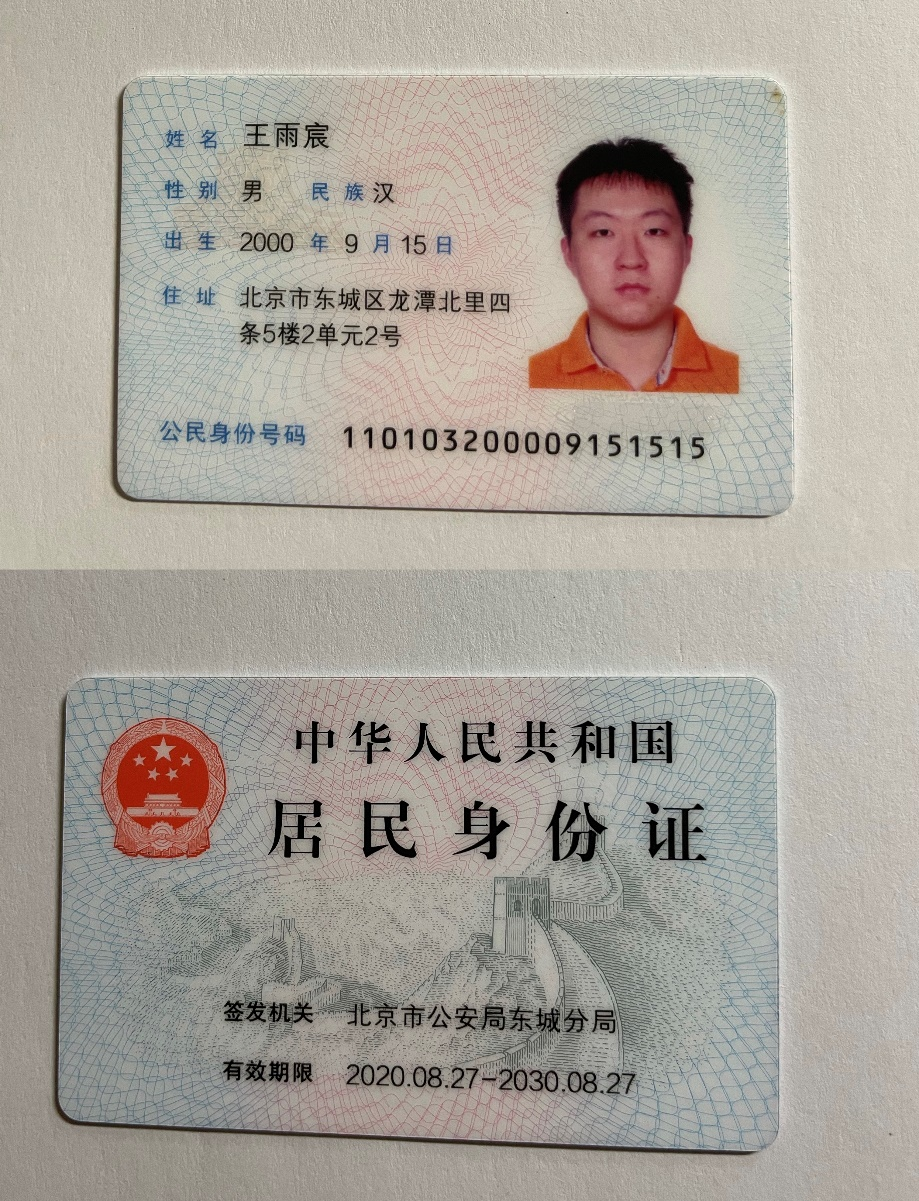 姓名 王雨宸
性别 男 民族 汉
出生 2000 年 9 月 15 日
住址 北京市东城区龙潭北里四
条5楼2单元2号
公民身份号码 110103200009151515
中华人民共和国
居民身份证
签发机关 北京市公安局东城分局
有效期限 2020.08.27-2030.08.27